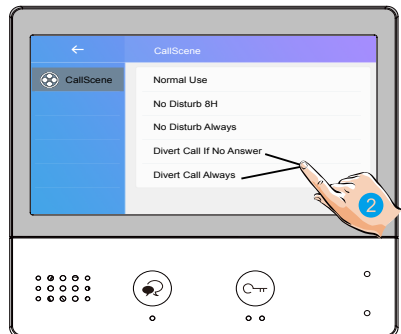 CallScene
CallScene
Normal Use
No Disturb 8H
No Disturb Always
Divert Call If No Answer
Divert Call Always
2